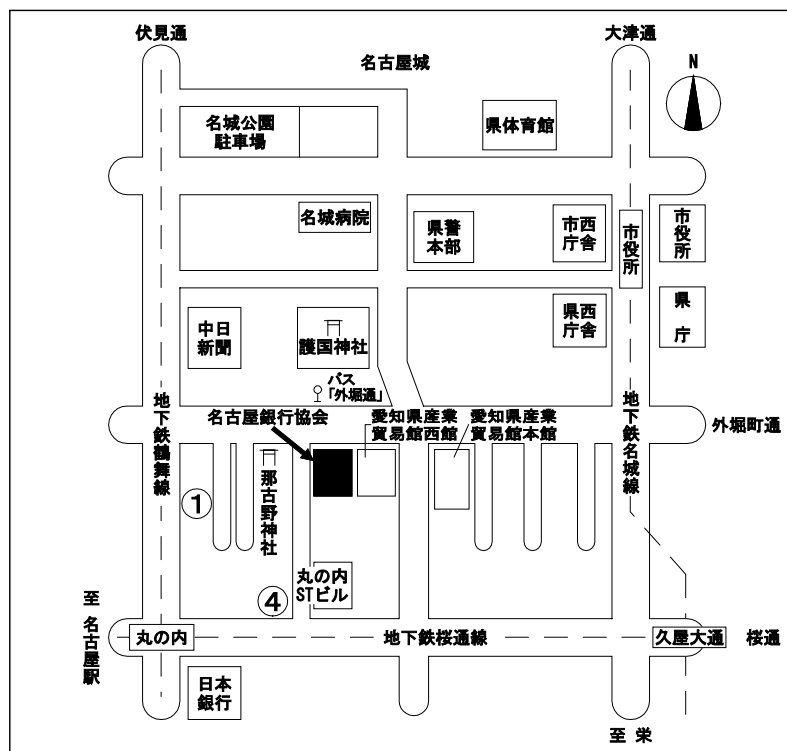 伏見通
大津通
名古屋城
N
名城公園
駐車場
県体育館
名城病院
県警
本部
市西
庁舎
市役所
市役所
中日
新聞
護国神社
県西
庁舎
県庁
バス
「外堀通」
地下鉄鶴舞線
名古屋銀行協会
愛知県産業
貿易館西館
愛知県産業
貿易館本館
地下鉄名城線
外堀町通
①
那古野神社
④
丸の内
STビル
至名古屋駅
丸の内
地下鉄桜通線
久屋大通
桜通
日本
銀行
至栄